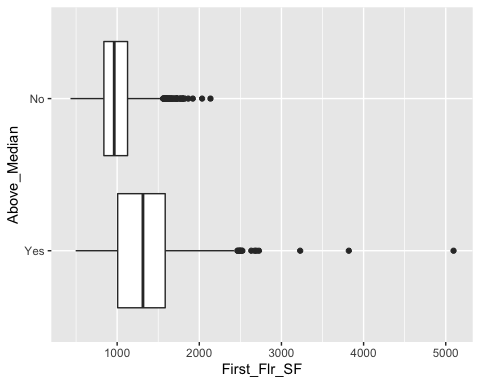 Above_Median
No
Yes
1000 2000 3000 4000 5000
First_Flr_SF